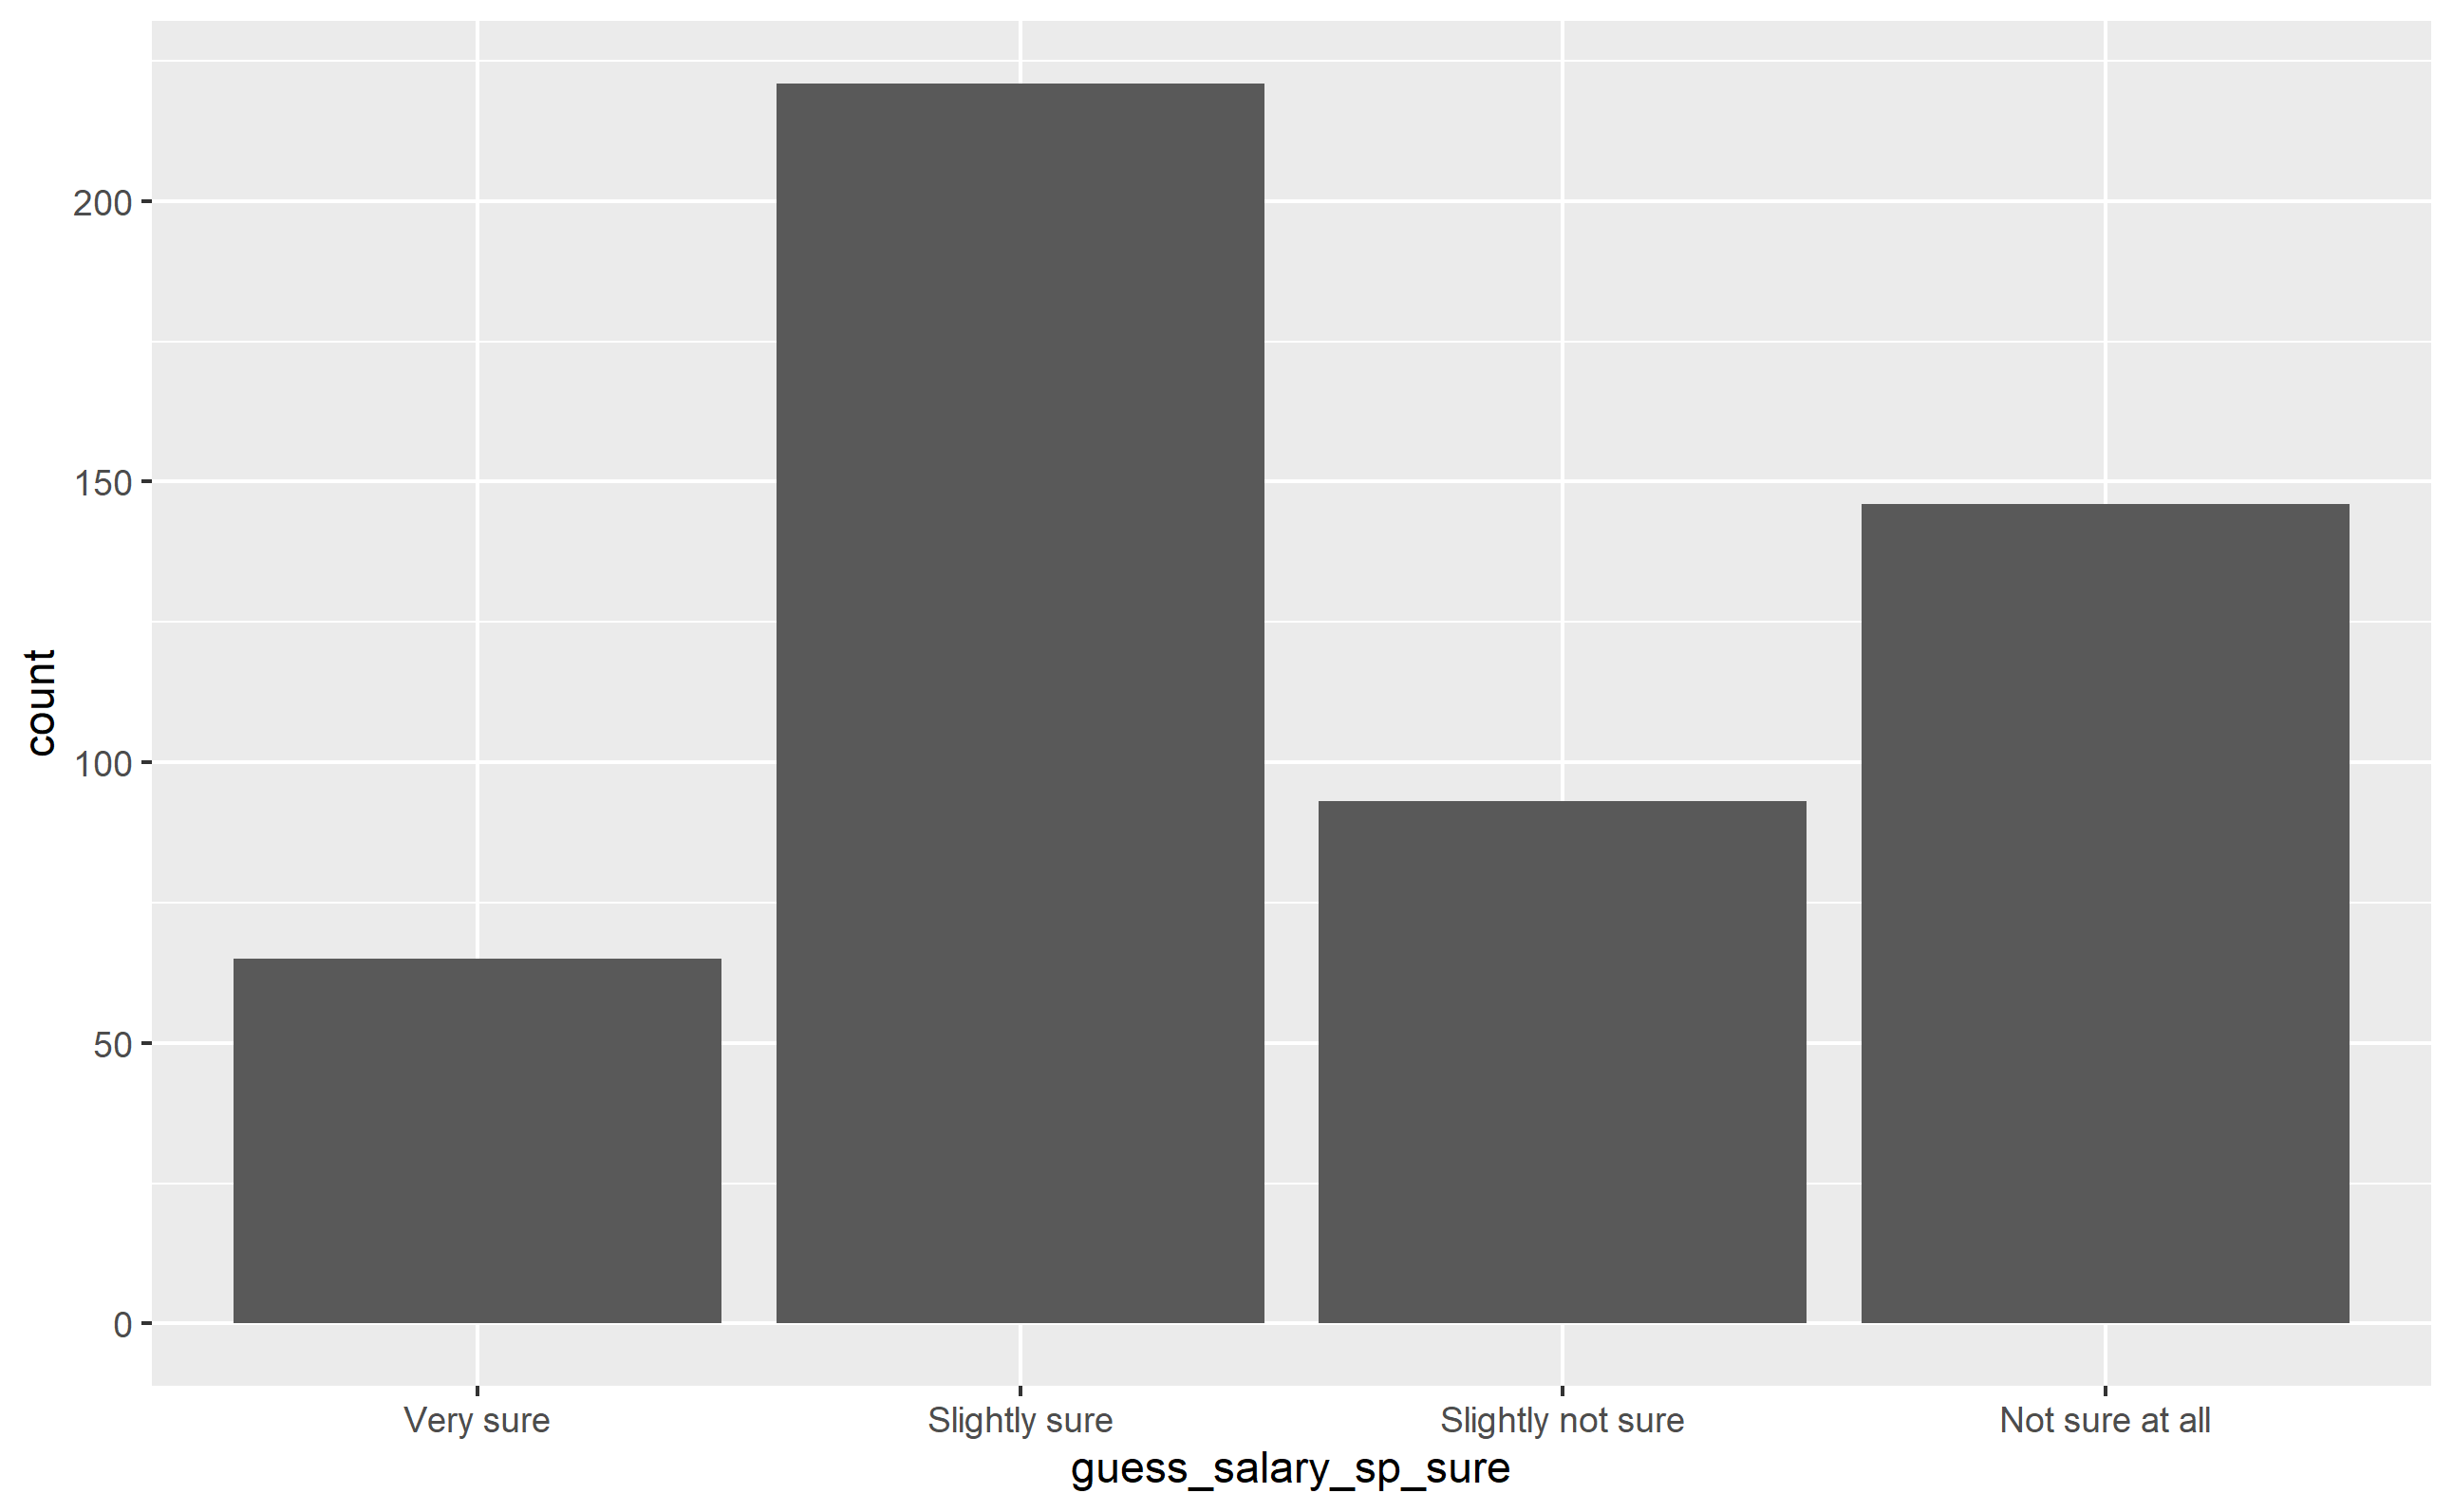 count
200
150
100
50
0
Very sure
Slightly sure
Slightly not sure
Not sure at all
guess_salary_sp_sure